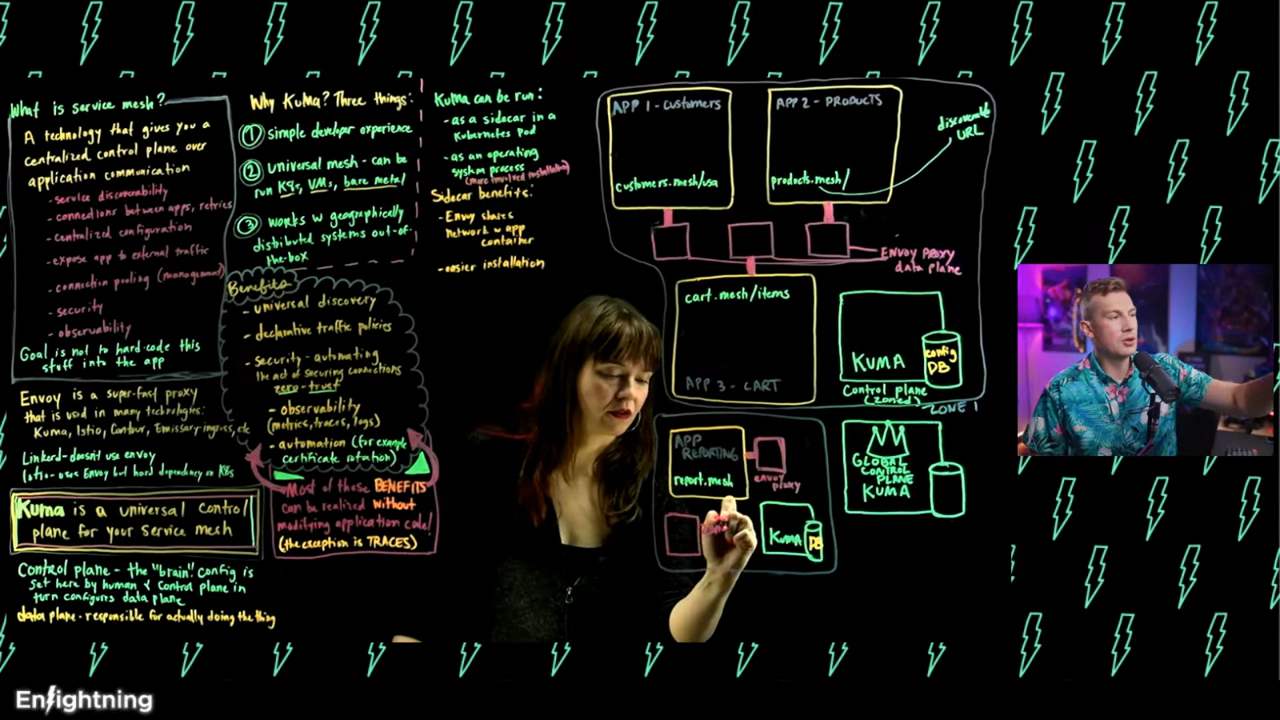 What is service mesh?
A technology that gives you a
centralized control plane over
application communication
- service discoverability
- connections between apps, retries
- centralized configuration
- expose app to external traffic
- connection pooling (management)
- security
- observability
Goal is not to hard-code this
stuff into the app
Envoy is a super-fast proxy
that is used in many technologies:
Kuma, Istio, Contour, Emissary-ingress, etc
Linkerd - doesn't use envoy
Istio - uses Envoy but hard dependency on K8s
Kuma is a universal control
plane for your service mesh
Control plane - the "brain". config is
set here by human & control plane in
turn configures data plane
data plane - responsible for actually doing the thing
Why Kuma? Three things:
① simple developer experience
② universal mesh - can be
run K8s, VMs, bare metal
③ works w geographically
distributed systems out-of-
the-box
Benefits
- universal discovery
- declarative traffic policies
- security - automating
the act of securing connections
zero-trust
- observability
(metrics, traces, logs)
- automation (for example
certificate rotation)
Most of these BENEFITS
can be realized without
modifying application code!
(the exception is TRACES)
Kuma can be run:
- as a sidecar in a
Kubernetes pod
- as an operating
system process
(more involved installation)
Sidecar benefits:
- Envoy shares
network w app
container
- easier installation
APP 1 - CUSTOMERS
customers.mesh/usa
APP 2 - PRODUCTS
products.mesh/
discoverable
URL
ENVOY PROXY
data plane
cart.mesh/items
APP 3 - CART
KUMA
config
DB
Control plane
(zoned)
ZONE 1
APP
REPORTING
report.mesh
envoy
proxy
KUMA
DB
GLOBAL
CONTROL
PLANE
KUMA
Enlightning